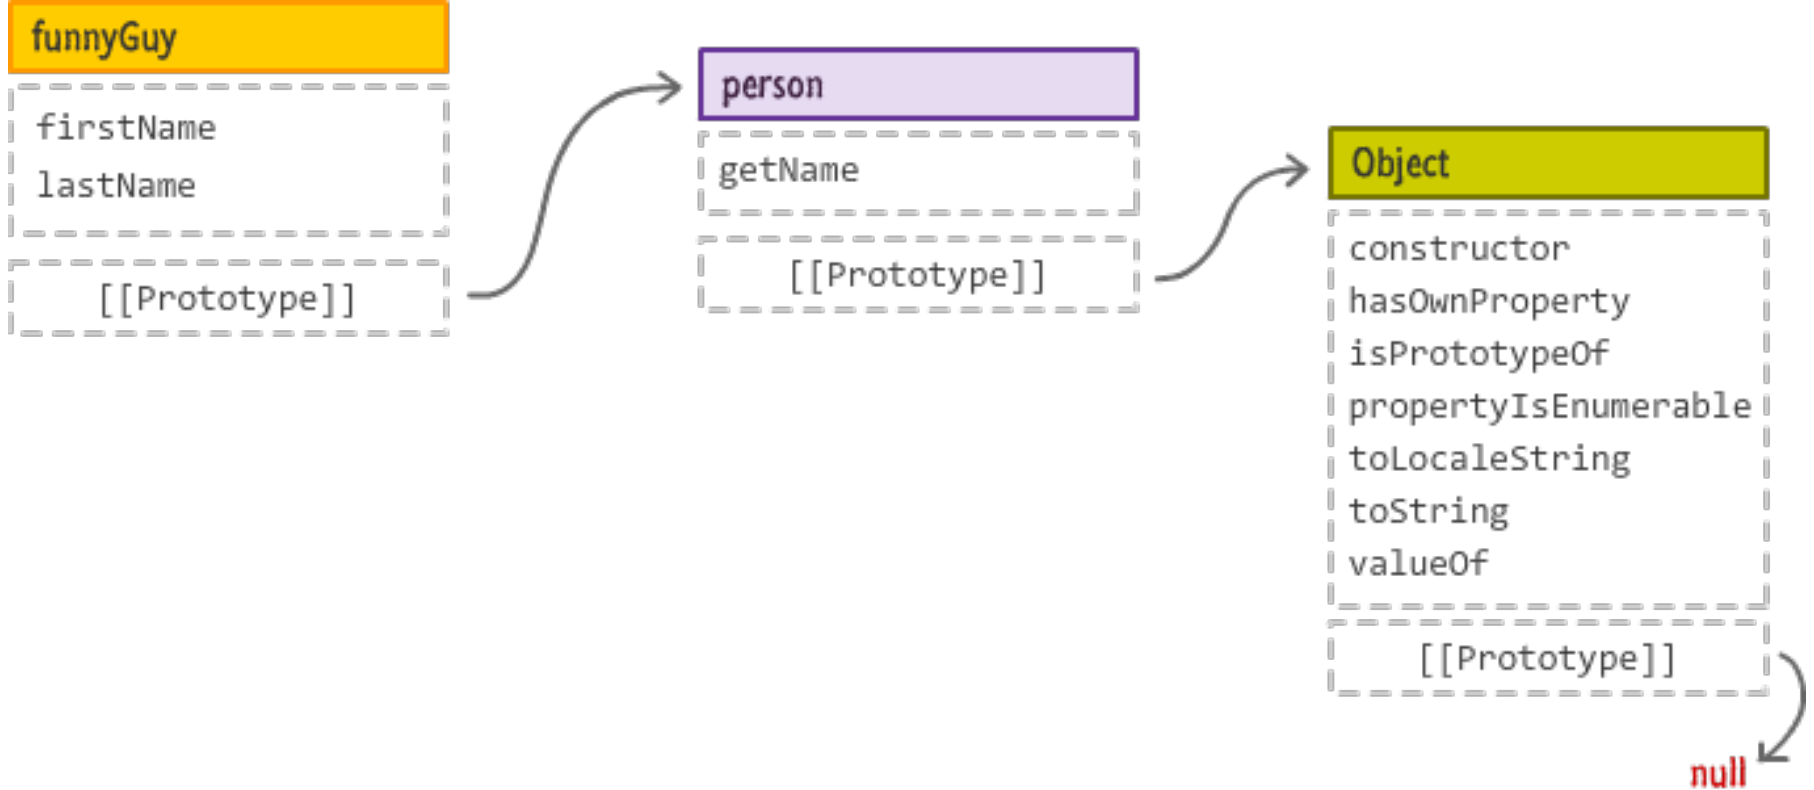 funnyGuy
firstName
lastName
[[Prototype]]
person
getName
[[Prototype]]
Object
constructor
hasOwnProperty
isPrototypeOf
propertyIsEnumerable
toLocaleString
toString
valueOf
[[Prototype]]
null